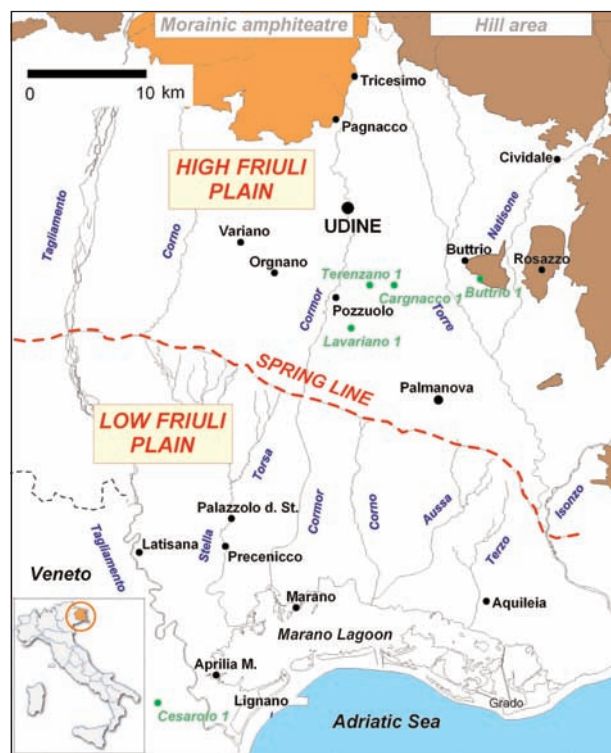 Morainic amphiteatre
Hill area
0 10 km
Tricesimo
Pagnacco
Cividale
HIGH FRIULI
PLAIN
Tagliamento
Corno
Natisone
UDINE
Variano
Orgnano
Buttrio
Rosazzo
Terenzano 1
Cargnacco 1
Buttrio 1
Cormor
Pozzuolo
Torre
Lavariano 1
SPRING LINE
Palmanova
LOW FRIULI
PLAIN
Torsa
Palazzolo d. St.
Cormor
Corno
Aussa
Isonzo
Tagliamento
Latisana
Stella
Precenicco
Terzo
Veneto
Marano
Aquileia
Marano Lagoon
Aprilia M.
Lignano
Grado
Cesarolo 1
Adriatic Sea